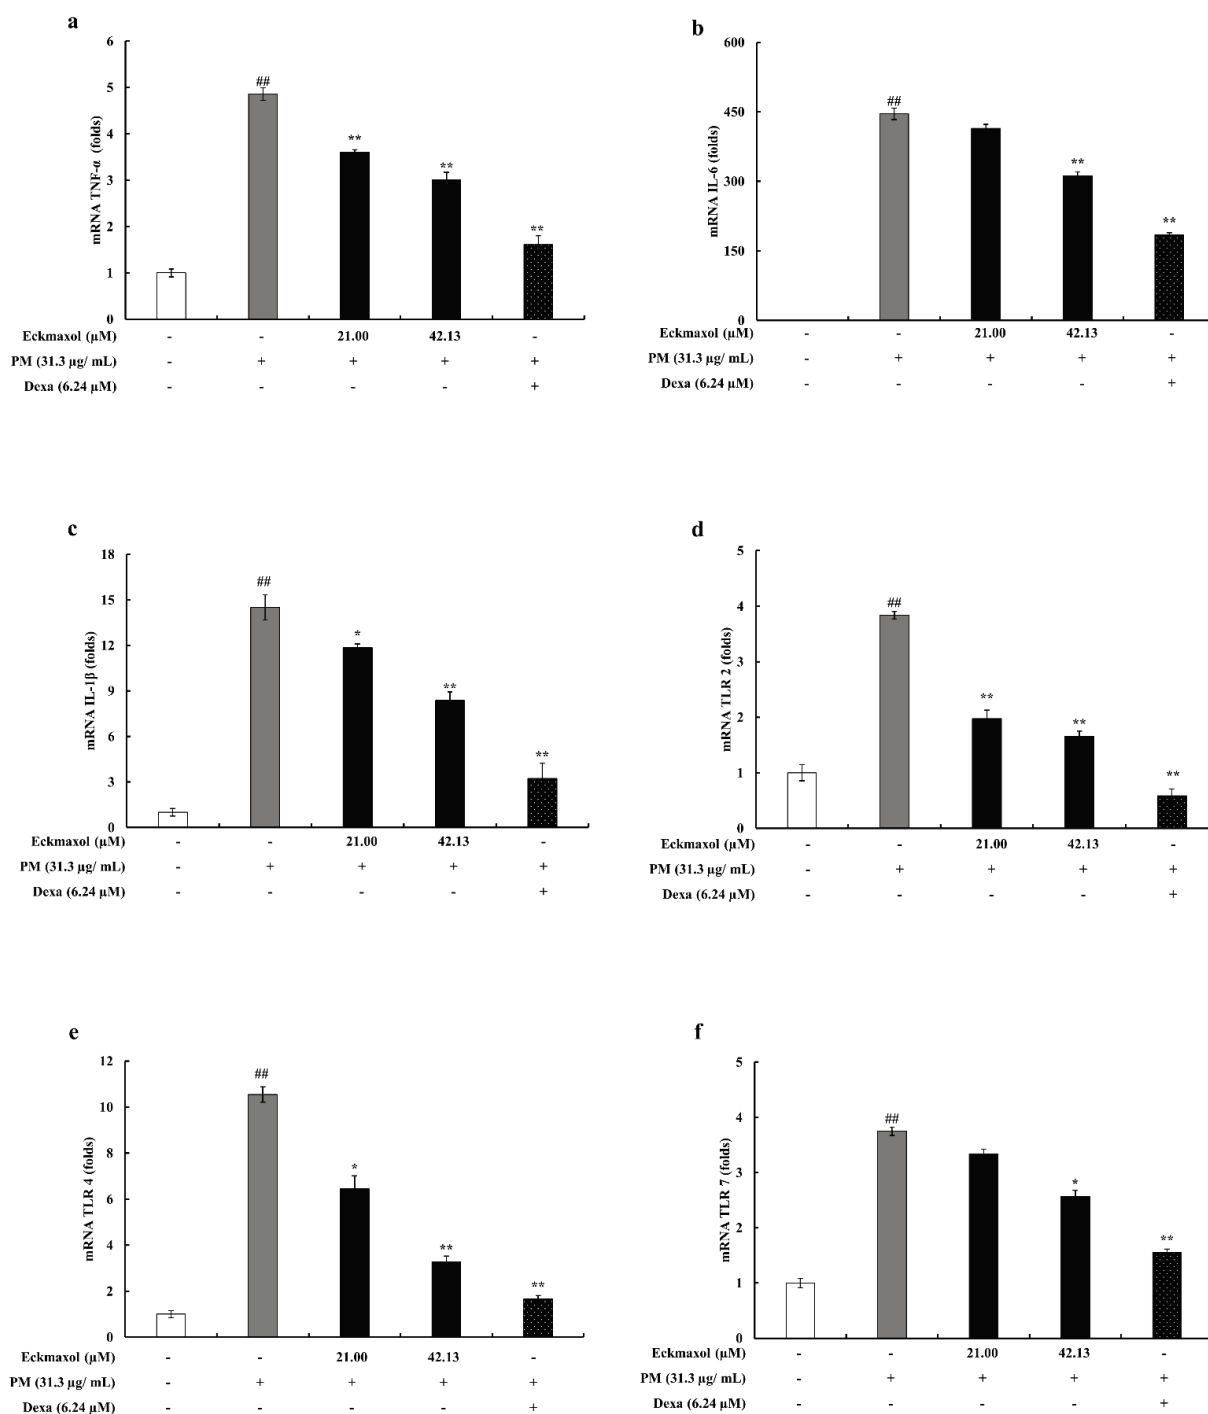 a
mRNA TNF-α (folds)
6
5
4
3
2
1
0
##
**
**
**
Eckmaxol (µM) - - 21.00 42.13 -
PM (31.3 µg/ mL) - + + + +
Dexa (6.24 µM) - - - - +
b
mRNA IL-6 (folds)
600
450
300
150
0
##
**
**
Eckmaxol (µM) - - 21.00 42.13 -
PM (31.3 µg/ mL) - + + + +
Dexa (6.24 µM) - - - - +
c
mRNA IL-1β (folds)
18
15
12
9
6
3
0
##
*
**
**
Eckmaxol (µM) - - 21.00 42.13 -
PM (31.3 µg/ mL) - + + + +
Dexa (6.24 µM) - - - - +
d
mRNA TLR 2 (folds)
5
4
3
2
1
0
##
**
**
**
Eckmaxol (µM) - - 21.00 42.13 -
PM (31.3 µg/ mL) - + + + +
Dexa (6.24 µM) - - - - +
e
mRNA TLR 4 (folds)
12
10
8
6
4
2
0
##
*
**
**
Eckmaxol (µM) - - 21.00 42.13 -
PM (31.3 µg/ mL) - + + + +
Dexa (6.24 µM) - - - - +
f
mRNA TLR 7 (folds)
5
4
3
2
1
0
##
*
**
Eckmaxol (µM) - - 21.00 42.13 -
PM (31.3 µg/ mL) - + + + +
Dexa (6.24 µM) - - - - +